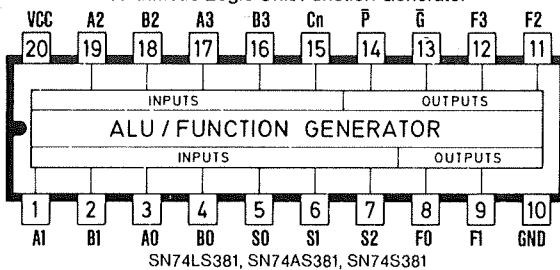 VCC A2 B2 A3 B3 Cn P̅ G̅ F3 F2
20 19 18 17 16 15 14 13 12 11
INPUTS OUTPUTS
ALU / FUNCTION GENERATOR
INPUTS OUTPUTS
1 2 3 4 5 6 7 8 9 10
A1 B1 A0 B0 S0 S1 S2 F0 F1 GND
SN74LS381, SN74AS381, SN74S381